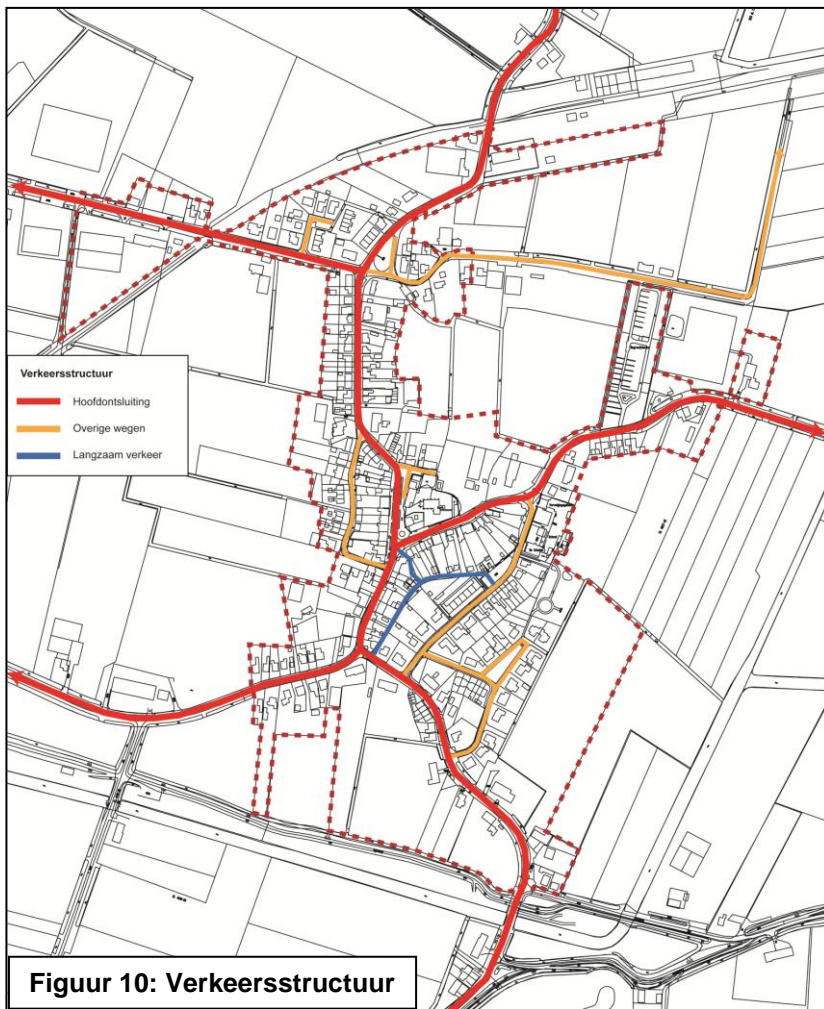 Verkeersstructuur
Hoofdontsluiting
Overige wegen
Langzaam verkeer
Figuur 10: Verkeersstructuur